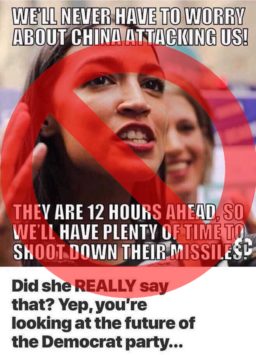 WE'LL NEVER HAVE TO WORRY
ABOUT CHINA ATTACKING US!
THEY ARE 12 HOURS AHEAD, SO
WE'LL HAVE PLENTY OF TIME TO
SHOOT DOWN THEIR MISSILES?
Did she REALLY say
that? Yep, you're
looking at the future of
the Democrat party...